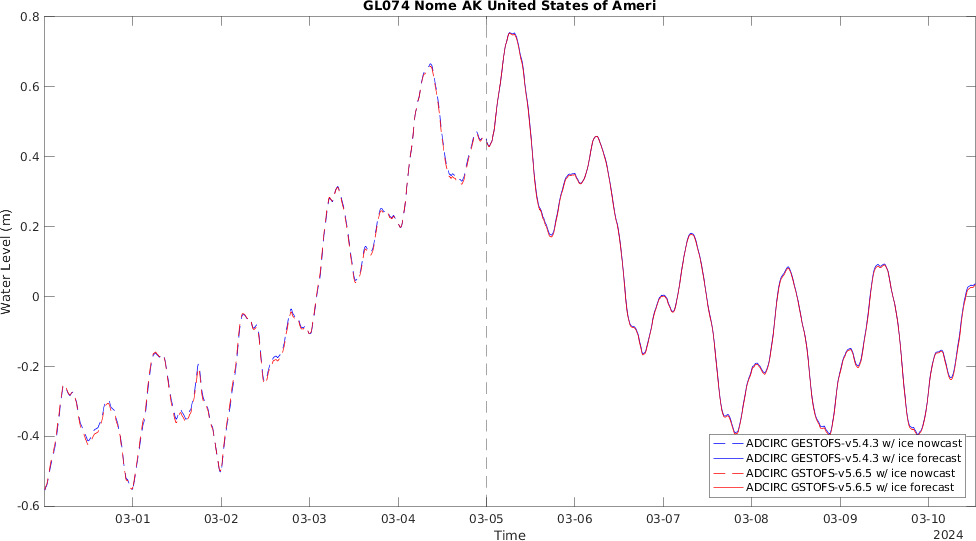 GL074 Nome AK United States of Ameri
0.8
0.6
0.4
0.2
0
-0.2
-0.4
-0.6
Water Level (m)
03-01 03-02 03-03 03-04 03-05 03-06 03-07 03-08 03-09 03-10
Time
2024
ADCIRC GESTOFS-v5.4.3 w/ ice nowcast
ADCIRC GESTOFS-v5.4.3 w/ ice forecast
ADCIRC GSTOFS-v5.6.5 w/ ice nowcast
ADCIRC GSTOFS-v5.6.5 w/ ice forecast